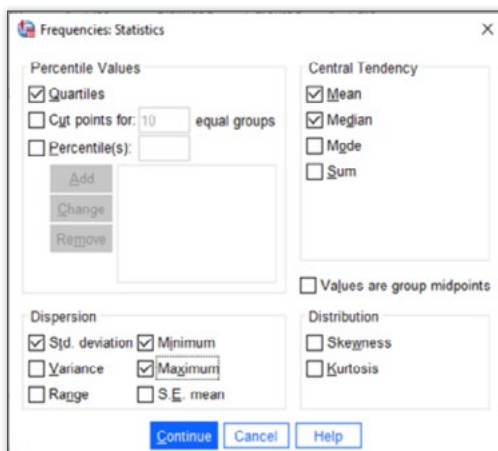 Frequencies: Statistics
Percentile Values
Quartiles
Cut points for: 10 equal groups
Percentile(s):
Add
Change
Remove
Central Tendency
Mean
Median
Mode
Sum
Values are group midpoints
Dispersion
Std. deviation Minimum
Variance Maximum
Range S.E. mean
Distribution
Skewness
Kurtosis
Continue Cancel Help